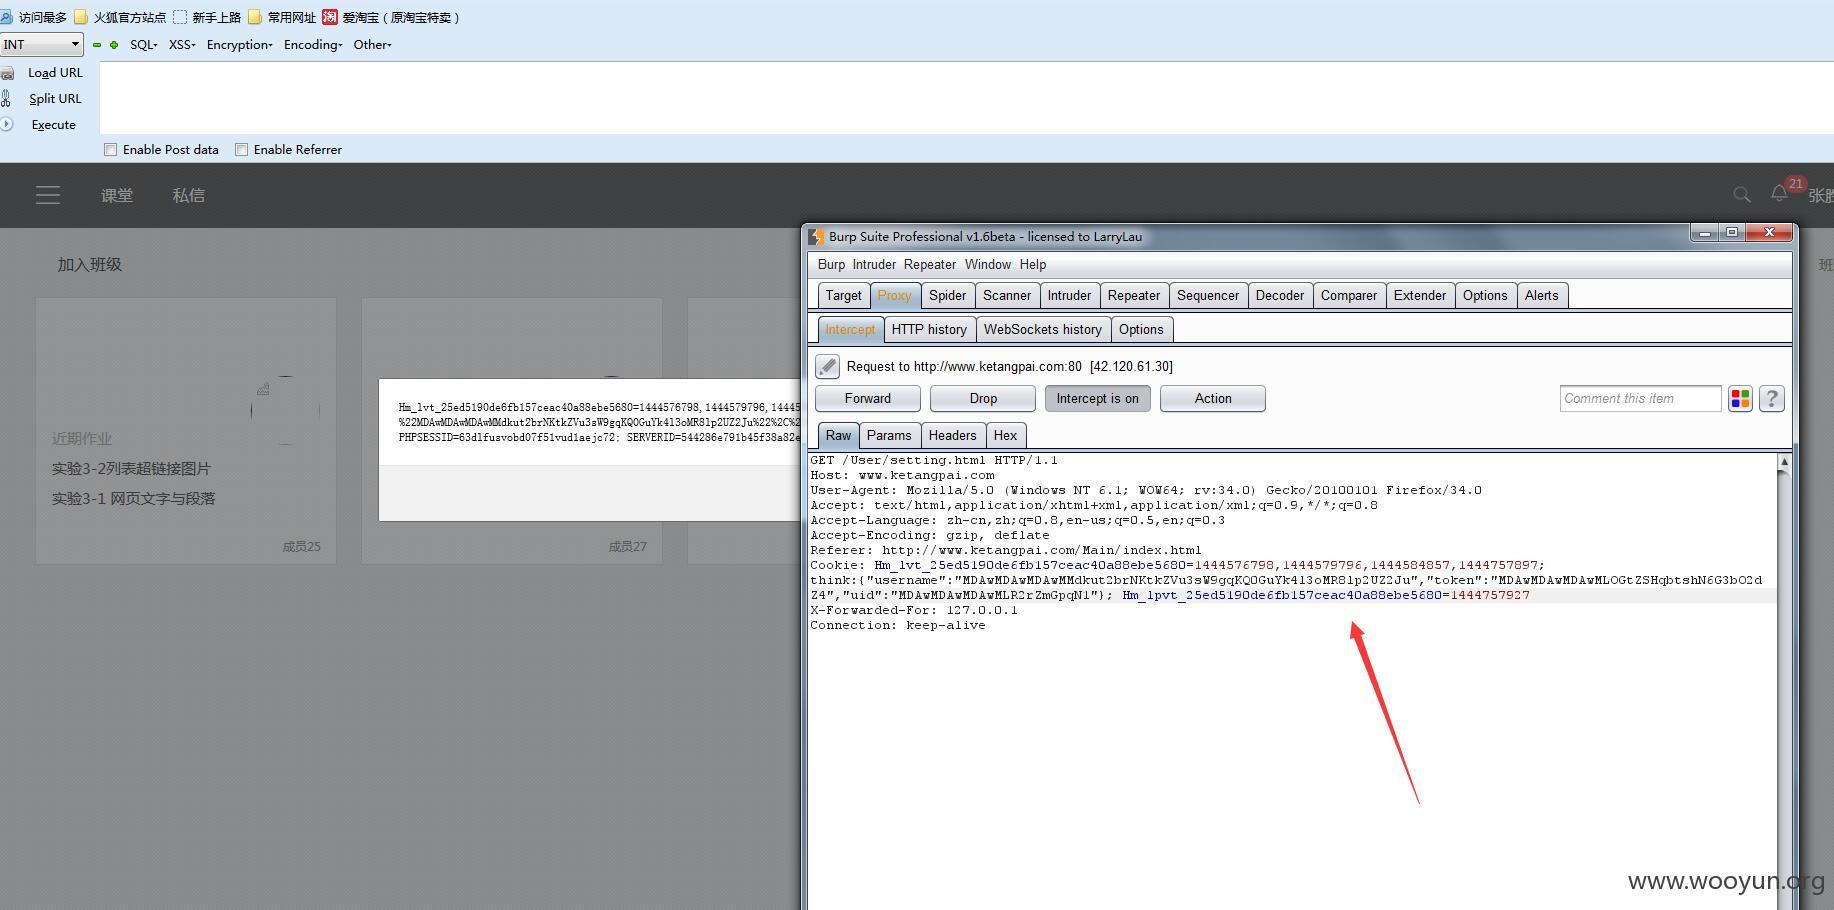 访问最多 火狐官方站点 新手上路 常用网址 爱淘宝（原淘宝特卖）
INT SQL XSS Encryption Encoding Other
Load URL
Split URL
Execute
Enable Post data Enable Referrer
课堂 私信 21
加入班级
近期作业
实验3-2列表超链接图片
实验3-1 网页文字与段落
成员25 成员27
Hm_lvt_25ed5190de6fb157ceac40a88ebe5680=1444576798,1444579796,14445
%22MDAwMDAwMDAwMMdkut2brNKtkZVu3sW9gqKQ0GuYk4l3oMR8lp2UZ2Ju%22%2C%2
PHPSESSID=63dlfusvobd07f51vud1aejc72; SERVERID=544286e791b45f38a82e
Burp Suite Professional v1.6beta - licensed to LarryLau
Burp Intruder Repeater Window Help
Target Proxy Spider Scanner Intruder Repeater Sequencer Decoder Comparer Extender Options Alerts
Intercept HTTP history WebSockets history Options
Request to http://www.ketangpai.com:80 [42.120.61.30]
Forward Drop Intercept is on Action Comment this item ?
Raw Params Headers Hex
GET /User/setting.html HTTP/1.1
Host: www.ketangpai.com
User-Agent: Mozilla/5.0 (Windows NT 6.1; WOW64; rv:34.0) Gecko/20100101 Firefox/34.0
Accept: text/html,application/xhtml+xml,application/xml;q=0.9,*/*;q=0.8
Accept-Language: zh-cn,zh;q=0.8,en-us;q=0.5,en;q=0.3
Accept-Encoding: gzip, deflate
Referer: http://www.ketangpai.com/Main/index.html
Cookie: Hm_lvt_25ed5190de6fb157ceac40a88ebe5680=1444576798,1444579796,1444584857,1444757897;
think:{"username":"MDAwMDAwMDAwMMdkut2brNKtkZVu3sW9gqKQ0GuYk4l3oMR8lp2UZ2Ju","token":"MDAwMDAwMDAwMLOGtZSHqbtshN6G3bO2d
Z4","uid":"MDAwMDAwMDAwMLR2rZmGpqN1"}; Hm_lpvt_25ed5190de6fb157ceac40a88ebe5680=1444757927
X-Forwarded-For: 127.0.0.1
Connection: keep-alive
www.wooyun.org